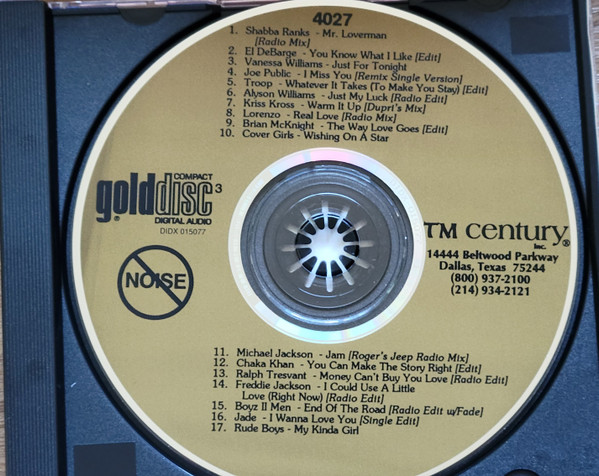 4027
1. Shabba Ranks - Mr. Loverman
[Radio Mix]
2. El DeBarge - You Know What I Like [Edit]
3. Vanessa Williams - Just For Tonight
4. Joe Public - I Miss You [Remix Single Version]
5. Troop - Whatever It Takes (To Make You Stay) [Edit]
6. Alyson Williams - Just My Luck [Radio Edit]
7. Kriss Kross - Warm It Up [Dupri's Mix]
8. Lorenzo - Real Love [Radio Mix]
9. Brian McKnight - The Way Love Goes [Edit]
10. Cover Girls - Wishing On A Star
COMPACT
golddisc 3
®
DIGITAL AUDIO
DIDX 015077
NOISE
TM century
Inc. ®
14444 Beltwood Parkway
Dallas, Texas 75244
(800) 937-2100
(214) 934-2121
11. Michael Jackson - Jam [Roger's Jeep Radio Mix]
12. Chaka Khan - You Can Make The Story Right [Edit]
13. Ralph Tresvant - Money Can't Buy You Love [Radio Edit]
14. Freddie Jackson - I Could Use A Little
Love (Right Now) [Radio Edit]
15. Boyz II Men - End Of The Road [Radio Edit w/Fade]
16. Jade - I Wanna Love You [Single Edit]
17. Rude Boys - My Kinda Girl